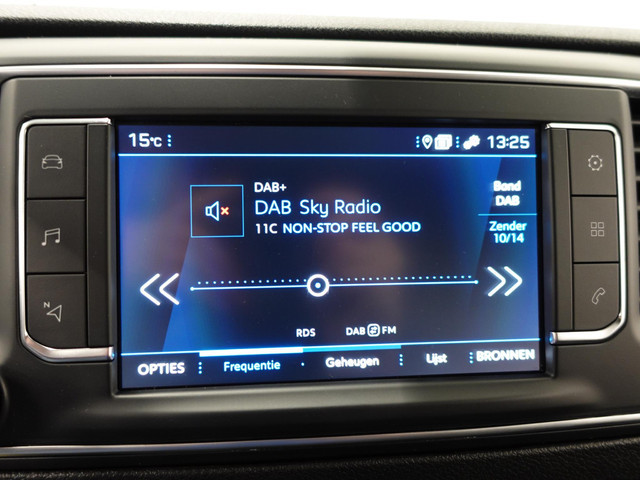 15°C
13:25
DAB+
DAB Sky Radio
11C NON-STOP FEEL GOOD
Band
DAB
Zender
10/14
RDS
DAB FM
OPTIES
Frequentie
Geheugen
Lijst
BRONNEN
N